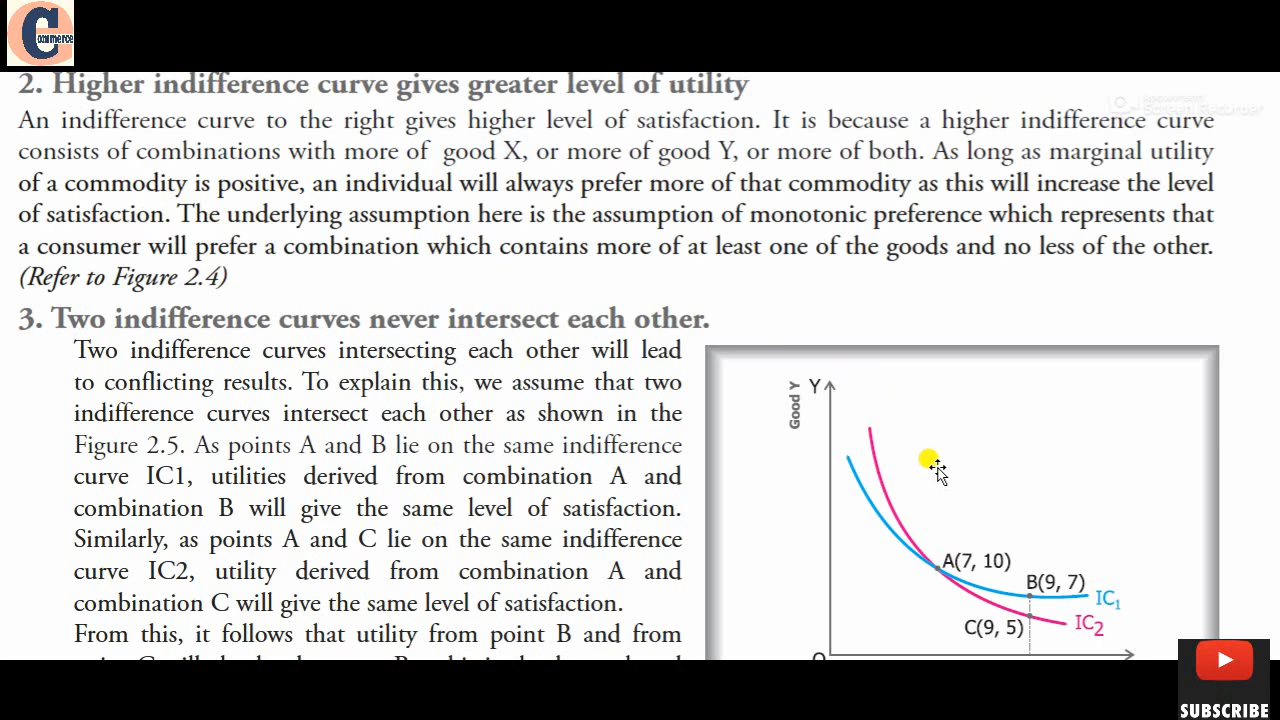 Commerce
2. Higher indifference curve gives greater level of utility
An indifference curve to the right gives higher level of satisfaction. It is because a higher indifference curve
consists of combinations with more of good X, or more of good Y, or more of both. As long as marginal utility
of a commodity is positive, an individual will always prefer more of that commodity as this will increase the level
of satisfaction. The underlying assumption here is the assumption of monotonic preference which represents that
a consumer will prefer a combination which contains more of at least one of the goods and no less of the other.
(Refer to Figure 2.4)
3. Two indifference curves never intersect each other.
Two indifference curves intersecting each other will lead
to conflicting results. To explain this, we assume that two
indifference curves intersect each other as shown in the
Figure 2.5. As points A and B lie on the same indifference
curve IC1, utilities derived from combination A and
combination B will give the same level of satisfaction.
Similarly, as points A and C lie on the same indifference
curve IC2, utility derived from combination A and
combination C will give the same level of satisfaction.
From this, it follows that utility from point B and from
Good Y
Y
A(7, 10)
B(9, 7)
IC1
C(9, 5)
IC2
O
Screen Recorder
SUBSCRIBE